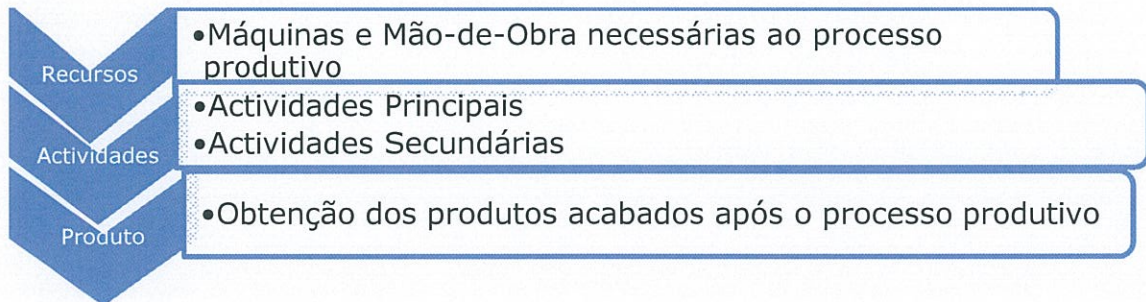 Recursos
•Máquinas e Mão-de-Obra necessárias ao processo
produtivo
Actividades
•Actividades Principais
•Actividades Secundárias
Produto
•Obtenção dos produtos acabados após o processo produtivo